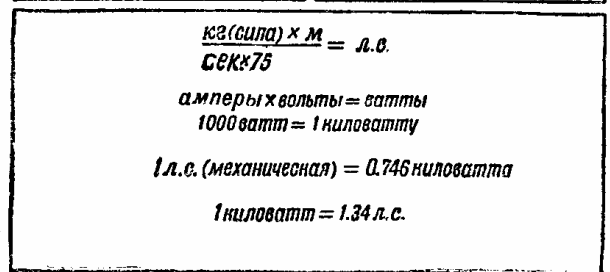 кг(сила) × м
сек×75 = л.с.
амперы × вольты = ватты
1000 ватт = 1 киловатту
1 л.с. (механическая) = 0.746 киловатта
1 киловатт = 1.34 л.с.